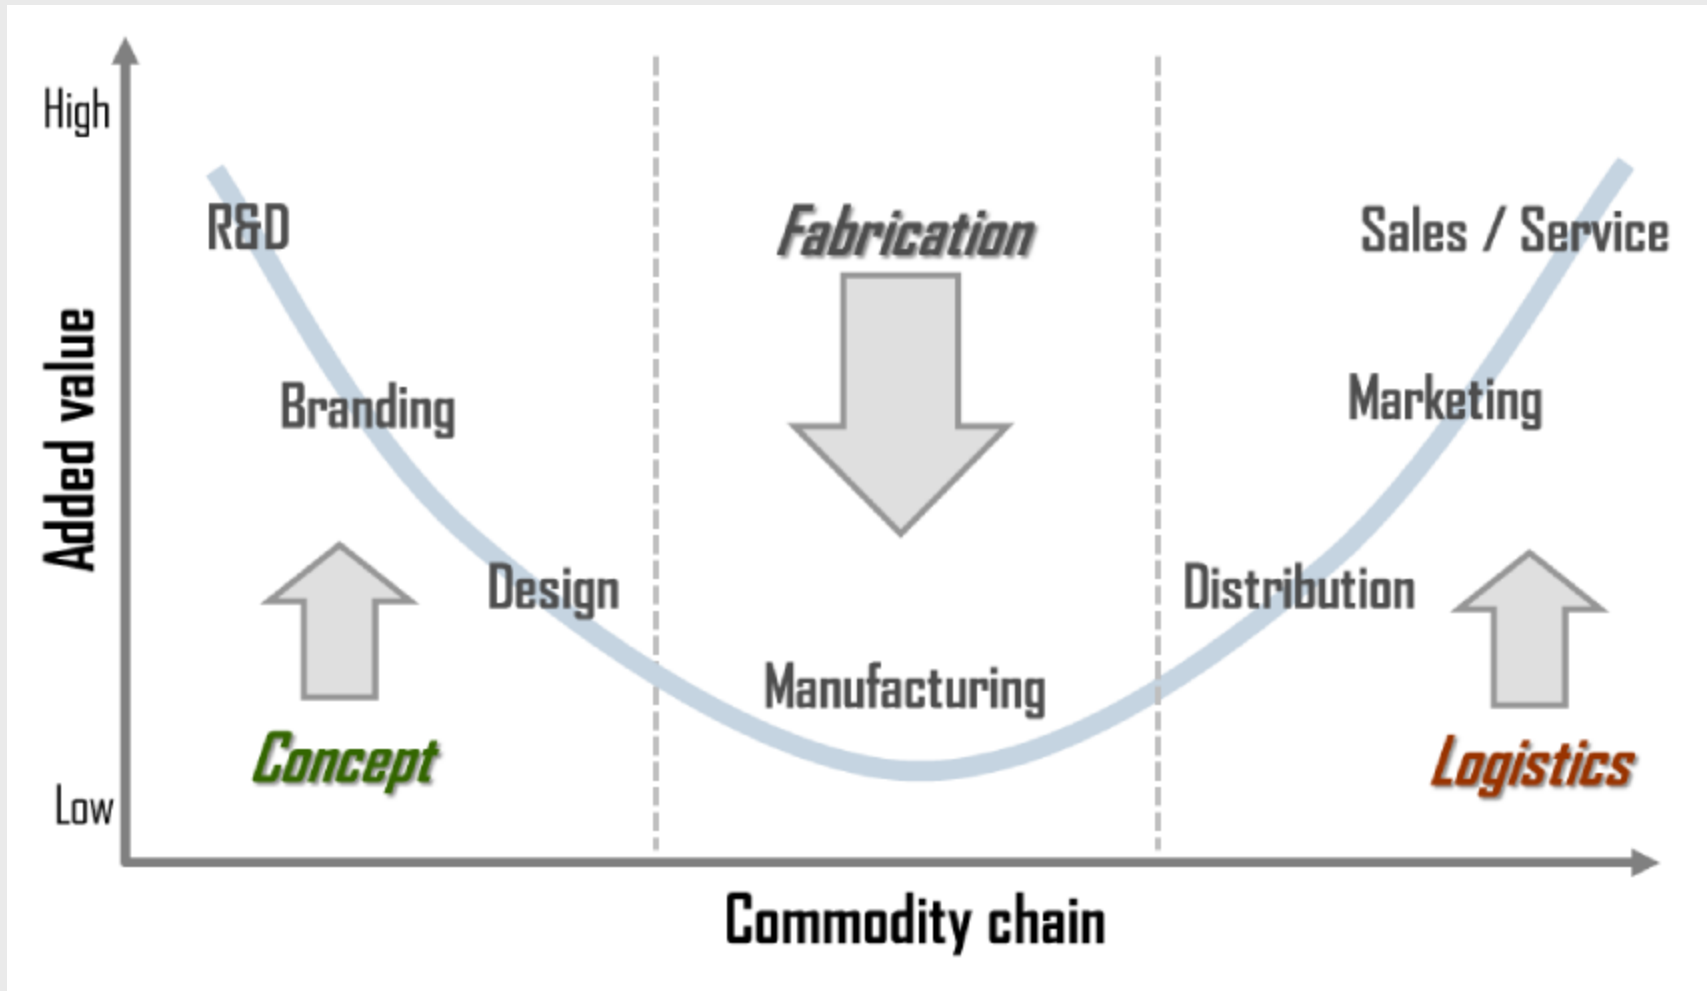 High
R&D
Fabrication
Sales / Service
Branding
Marketing
Added value
Design
Distribution
Manufacturing
Concept
Logistics
Low
Commodity chain